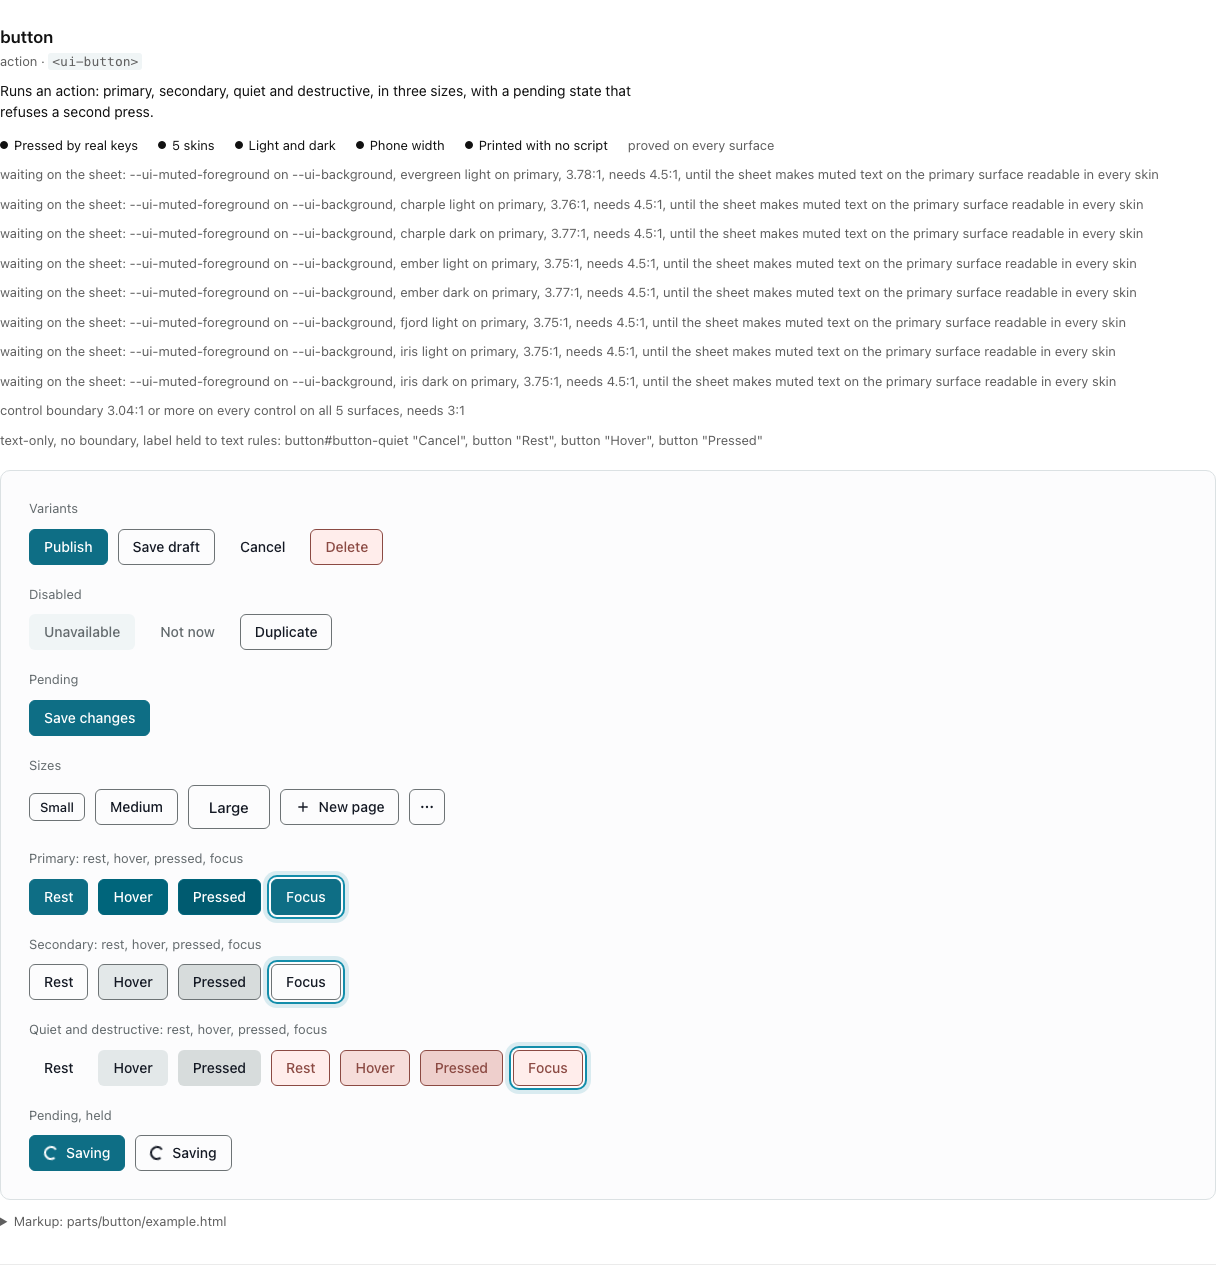 button
action · <ui-button>
Runs an action: primary, secondary, quiet and destructive, in three sizes, with a pending state that
refuses a second press.
Pressed by real keys 5 skins Light and dark Phone width Printed with no script proved on every surface
waiting on the sheet: --ui-muted-foreground on --ui-background, evergreen light on primary, 3.78:1, needs 4.5:1, until the sheet makes muted text on the primary surface readable in every skin
waiting on the sheet: --ui-muted-foreground on --ui-background, charple light on primary, 3.76:1, needs 4.5:1, until the sheet makes muted text on the primary surface readable in every skin
waiting on the sheet: --ui-muted-foreground on --ui-background, charple dark on primary, 3.77:1, needs 4.5:1, until the sheet makes muted text on the primary surface readable in every skin
waiting on the sheet: --ui-muted-foreground on --ui-background, ember light on primary, 3.75:1, needs 4.5:1, until the sheet makes muted text on the primary surface readable in every skin
waiting on the sheet: --ui-muted-foreground on --ui-background, ember dark on primary, 3.77:1, needs 4.5:1, until the sheet makes muted text on the primary surface readable in every skin
waiting on the sheet: --ui-muted-foreground on --ui-background, fjord light on primary, 3.75:1, needs 4.5:1, until the sheet makes muted text on the primary surface readable in every skin
waiting on the sheet: --ui-muted-foreground on --ui-background, iris light on primary, 3.75:1, needs 4.5:1, until the sheet makes muted text on the primary surface readable in every skin
waiting on the sheet: --ui-muted-foreground on --ui-background, iris dark on primary, 3.75:1, needs 4.5:1, until the sheet makes muted text on the primary surface readable in every skin
control boundary 3.04:1 or more on every control on all 5 surfaces, needs 3:1
text-only, no boundary, label held to text rules: button#button-quiet "Cancel", button "Rest", button "Hover", button "Pressed"
Variants
Publish Save draft Cancel Delete
Disabled
Unavailable Not now Duplicate
Pending
Save changes
Sizes
Small Medium Large + New page ···
Primary: rest, hover, pressed, focus
Rest Hover Pressed Focus
Secondary: rest, hover, pressed, focus
Rest Hover Pressed Focus
Quiet and destructive: rest, hover, pressed, focus
Rest Hover Pressed Rest Hover Pressed Focus
Pending, held
Saving Saving
Markup: parts/button/example.html